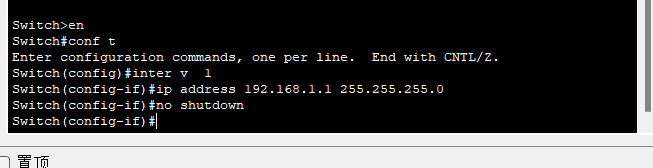 Switch>en
Switch#conf t
Enter configuration commands, one per line.  End with CNTL/Z.
Switch(config)#inter v  1
Switch(config-if)#ip address 192.168.1.1 255.255.255.0
Switch(config-if)#no shutdown
Switch(config-if)#
置顶